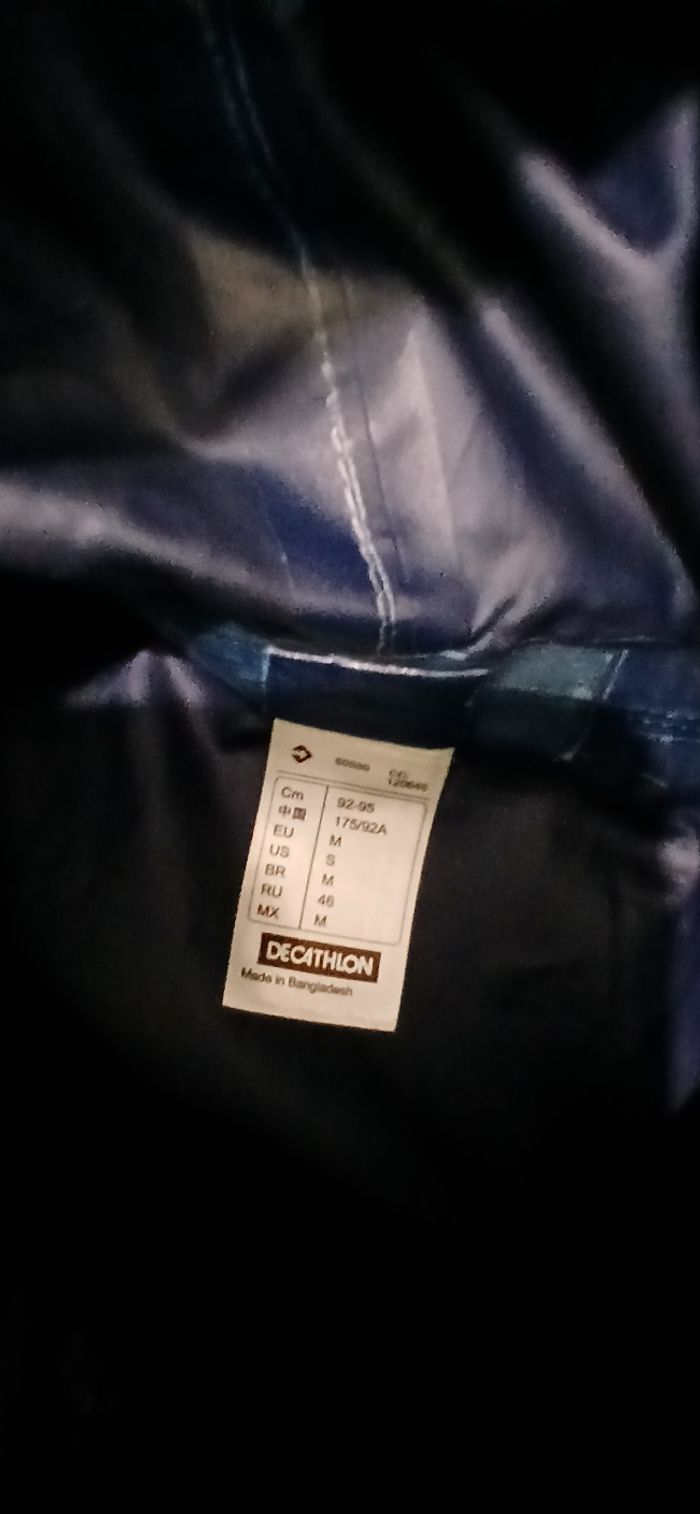 Cm 92-95
中国 175/92A
EU M
US S
BR M
RU 46
MX M
DECATHLON
Made in Bangladesh